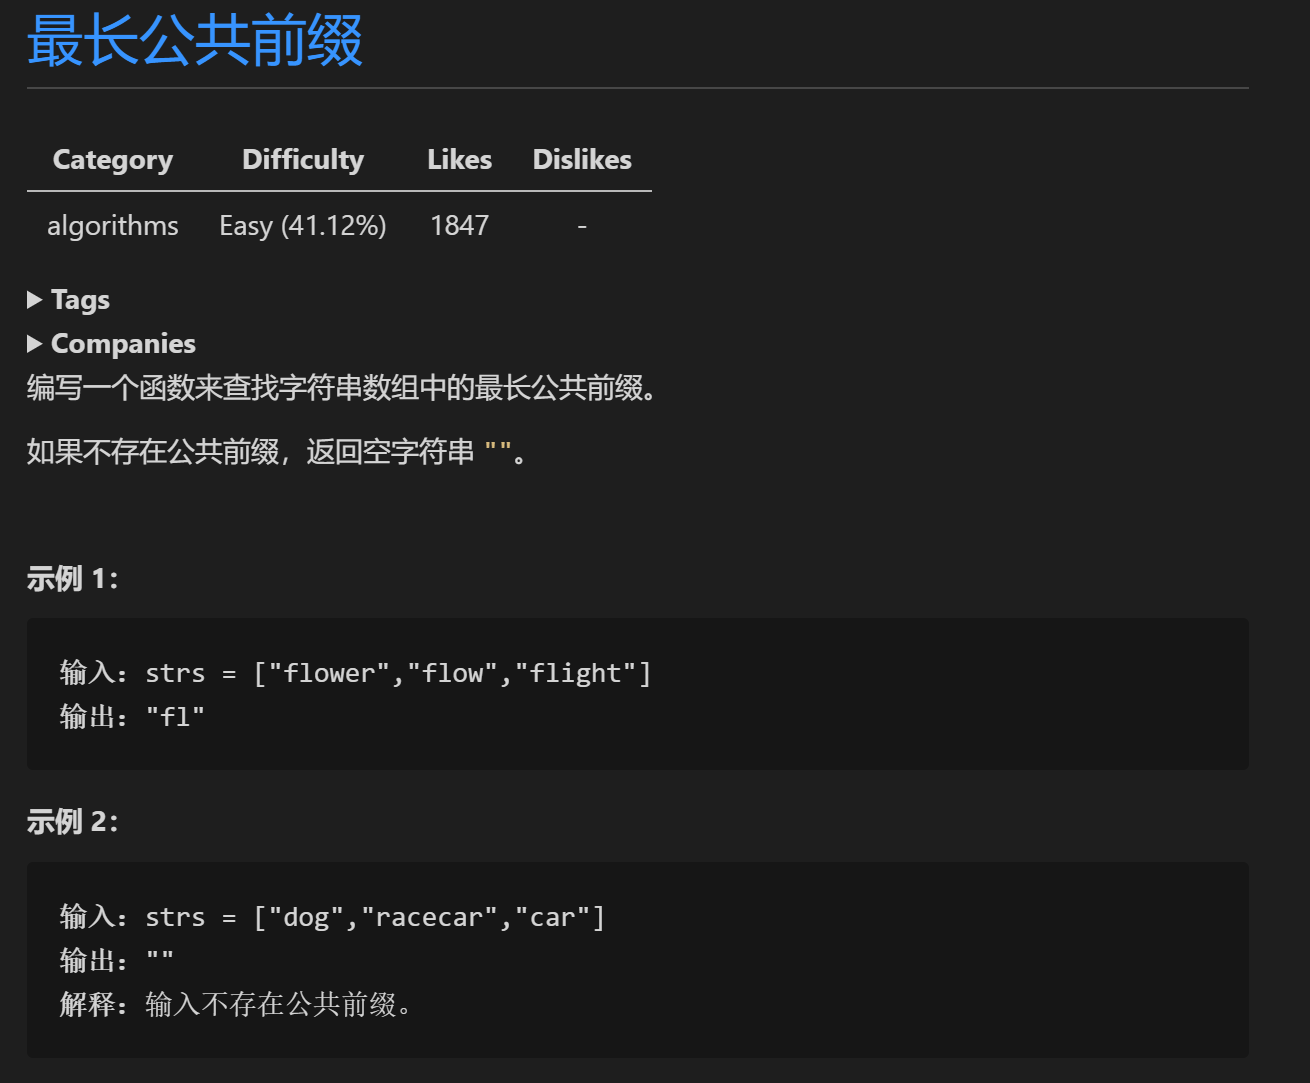 最长公共前缀
Category Difficulty Likes Dislikes
algorithms Easy (41.12%) 1847 -
▶ Tags
▶ Companies
编写一个函数来查找字符串数组中的最长公共前缀。
如果不存在公共前缀，返回空字符串 ""。
示例 1：
输入：strs = ["flower","flow","flight"]
输出："fl"
示例 2：
输入：strs = ["dog","racecar","car"]
输出：""
解释：输入不存在公共前缀。